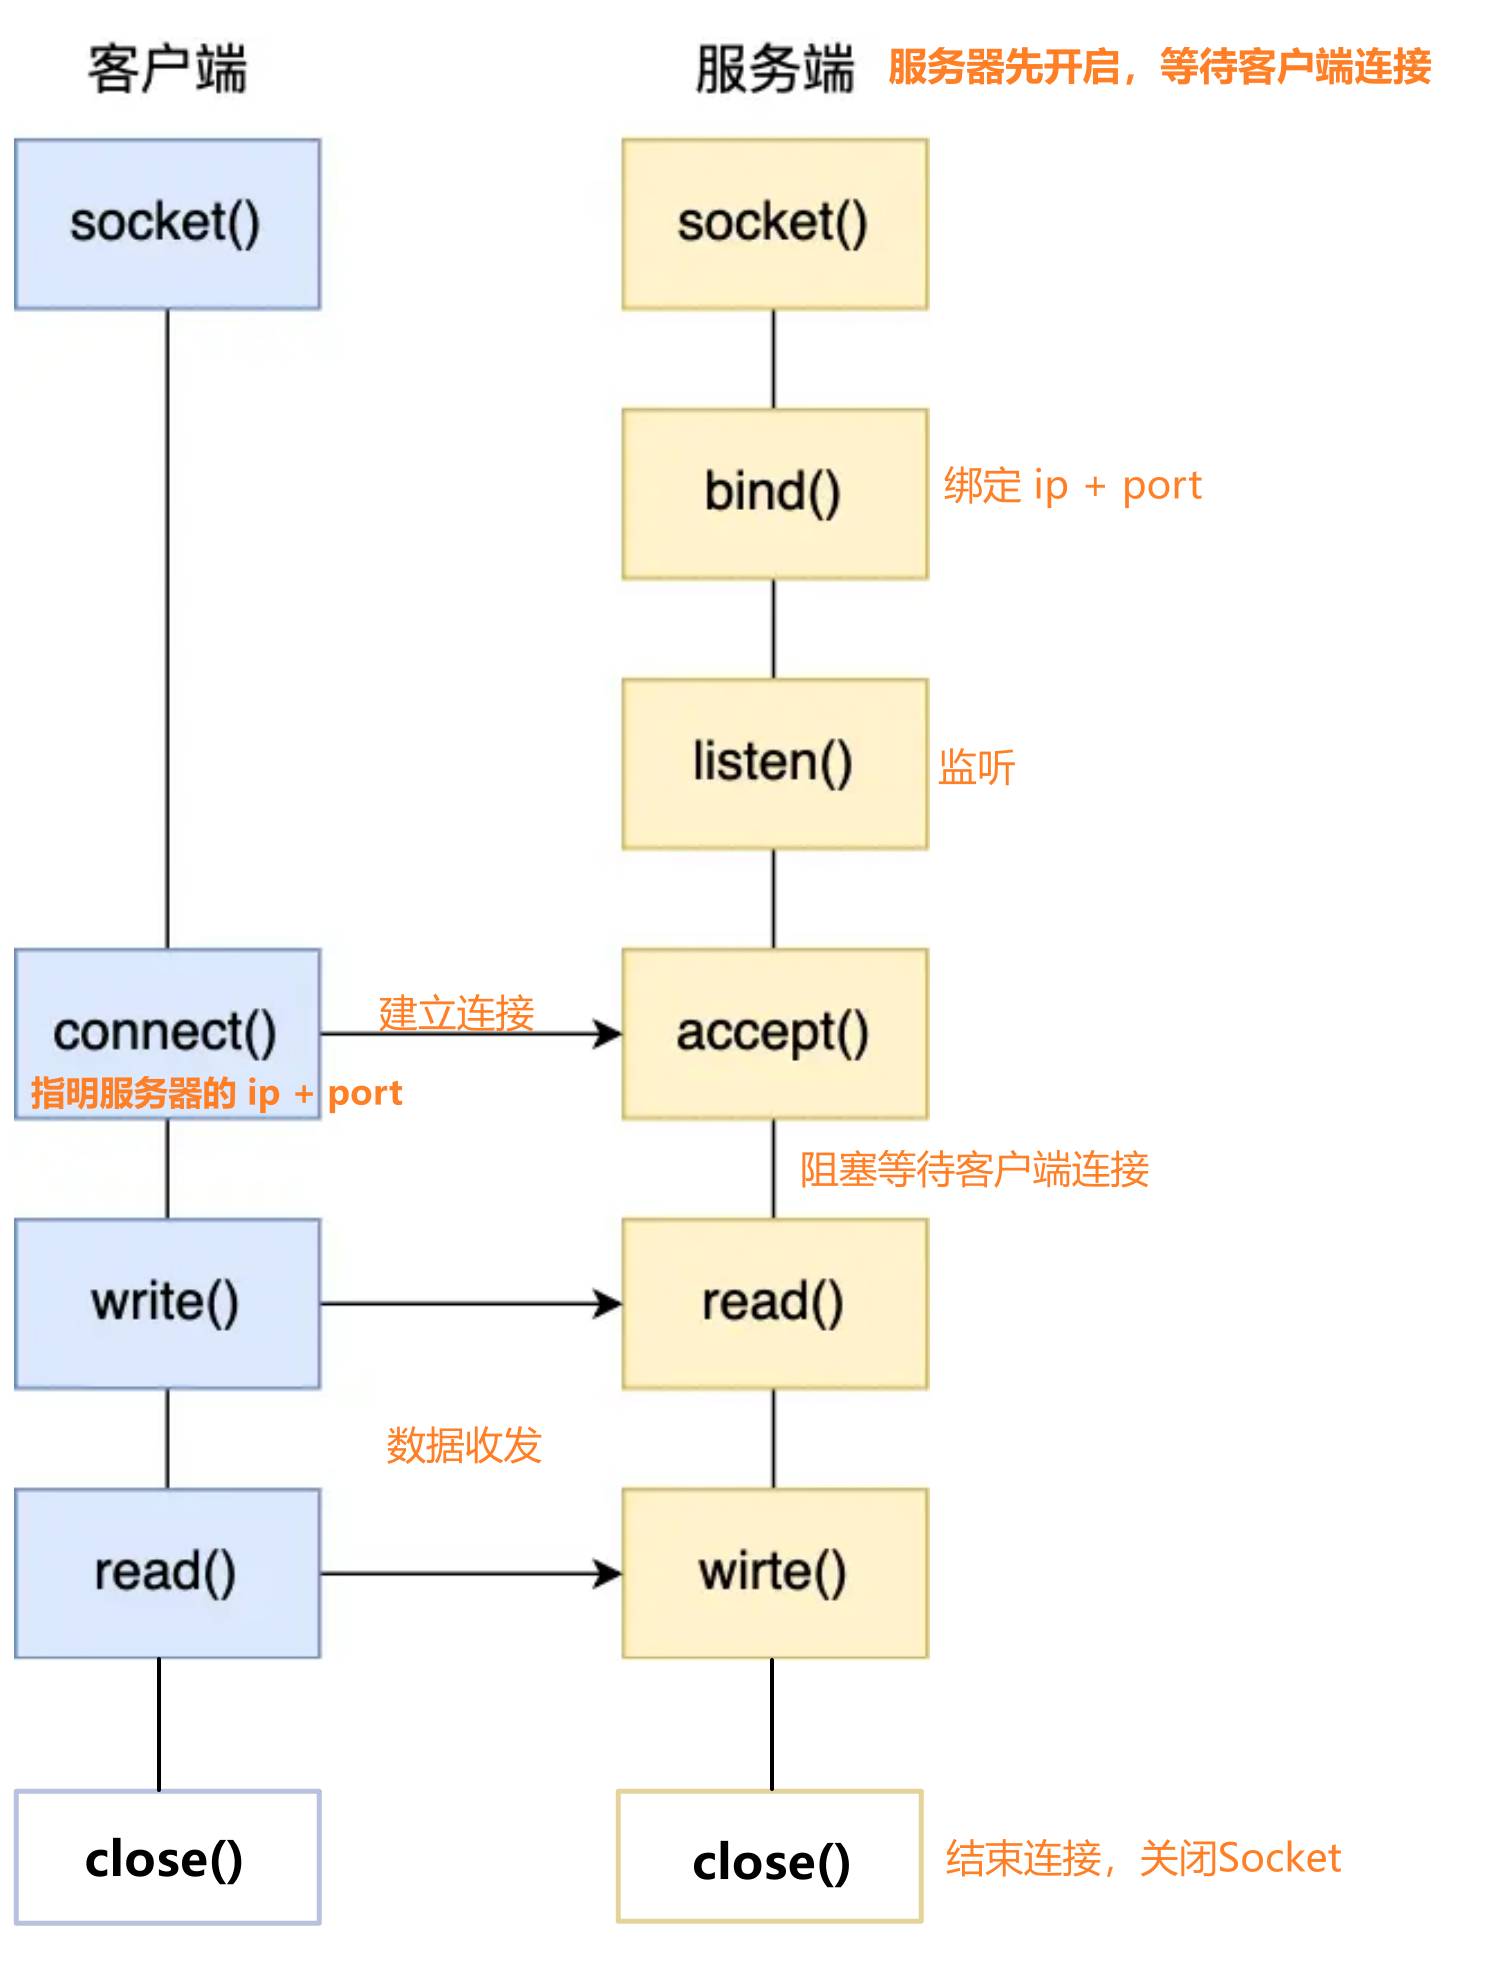 客户端
服务端
服务器先开启，等待客户端连接
socket()
socket()
bind()
绑定 ip + port
listen()
监听
connect()
建立连接
accept()
指明服务器的 ip + port
阻塞等待客户端连接
write()
read()
数据收发
read()
wirte()
close()
close()
结束连接，关闭Socket